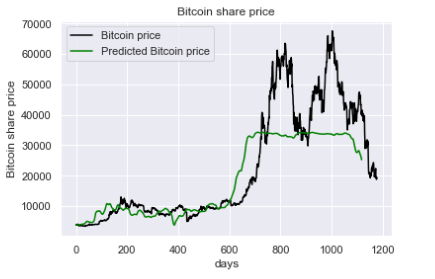 Bitcoin share price
Bitcoin price
Predicted Bitcoin price
Bitcoin share price
70000
60000
50000
40000
30000
20000
10000
0
200
400
600
800
1000
1200
days